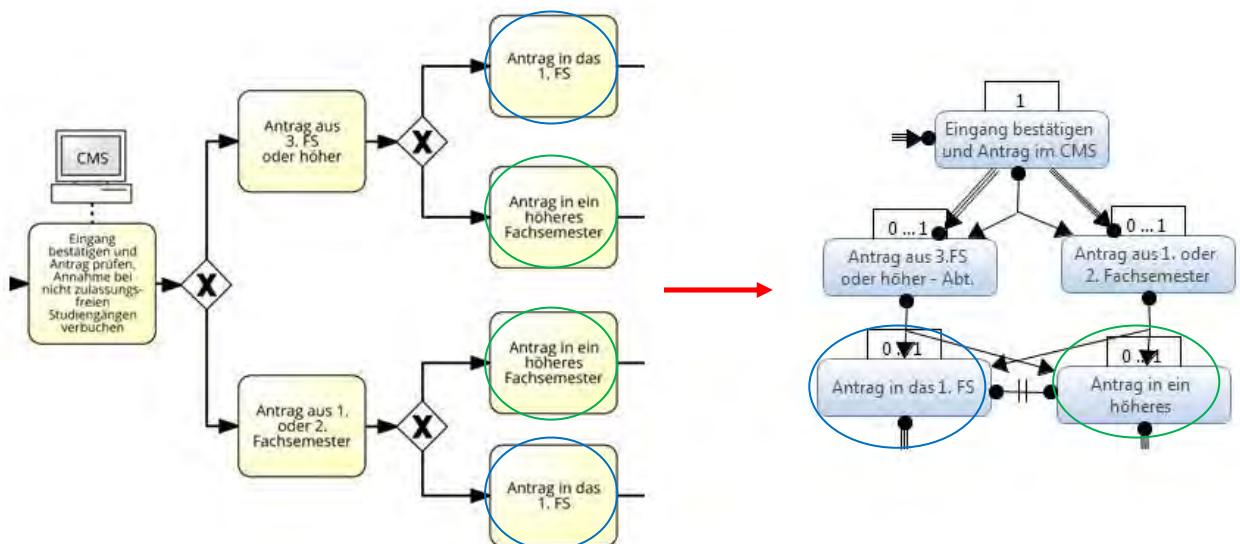 CMS
Eingang
bestätigen und
Antrag prüfen,
Annahme bei
nicht zulassungs-
freien
Studiengängen
verbuchen
X
Antrag aus
3. FS
oder höher
X
Antrag in das
1. FS
Antrag in ein
höheres
Fachsemester
Antrag aus 1.
oder 2.
Fachsemester
X
Antrag in ein
höheres
Fachsemester
Antrag in das
1. FS
1
Eingang bestätigen
und Antrag im CMS
0 ... 1
Antrag aus 3.FS
oder höher - Abt.
0 ... 1
Antrag aus 1. oder
2. Fachsemester
0 ... 1
Antrag in das 1. FS
0 ... 1
Antrag in ein
höheres